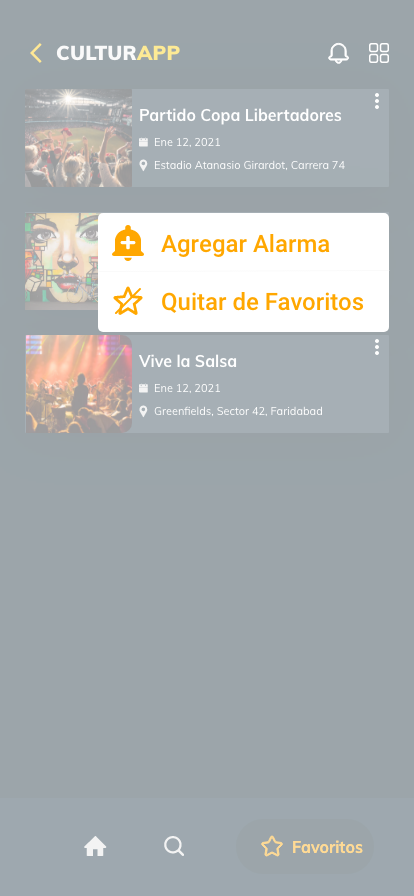 CULTURAPP
Partido Copa Libertadores
Ene 12, 2021
Estadio Atanasio Girardot, Carrera 74
Agregar Alarma
Quitar de Favoritos
Vive la Salsa
Ene 12, 2021
Greenfields, Sector 42, Faridabad
Favoritos